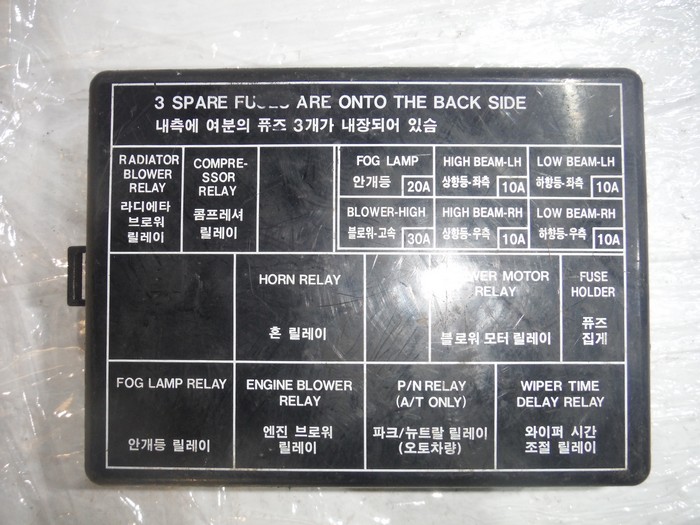 3 SPARE FUSES ARE ONTO THE BACK SIDE
내측에 여분의 퓨즈 3개가 내장되어 있슴
RADIATOR
BLOWER
RELAY
라디에타
브로워
릴레이
COMPRE-
SSOR
RELAY
콤프레셔
릴레이
FOG LAMP
안개등 20A
HIGH BEAM-LH
상향등-좌측 10A
LOW BEAM-LH
하향등-좌측 10A
BLOWER-HIGH
블로워-고속 30A
HIGH BEAM-RH
상향등-우측 10A
LOW BEAM-RH
하향등-우측 10A
HORN RELAY
혼 릴레이
MOTOR
RELAY
블로워 모터 릴레이
FUSE
HOLDER
퓨즈
집게
FOG LAMP RELAY
안개등 릴레이
ENGINE BLOWER
RELAY
엔진 브로워
릴레이
P/N RELAY
(A/T ONLY)
파크/뉴트랄 릴레이
(오토차량)
WIPER TIME
DELAY RELAY
와이퍼 시간
조절 릴레이